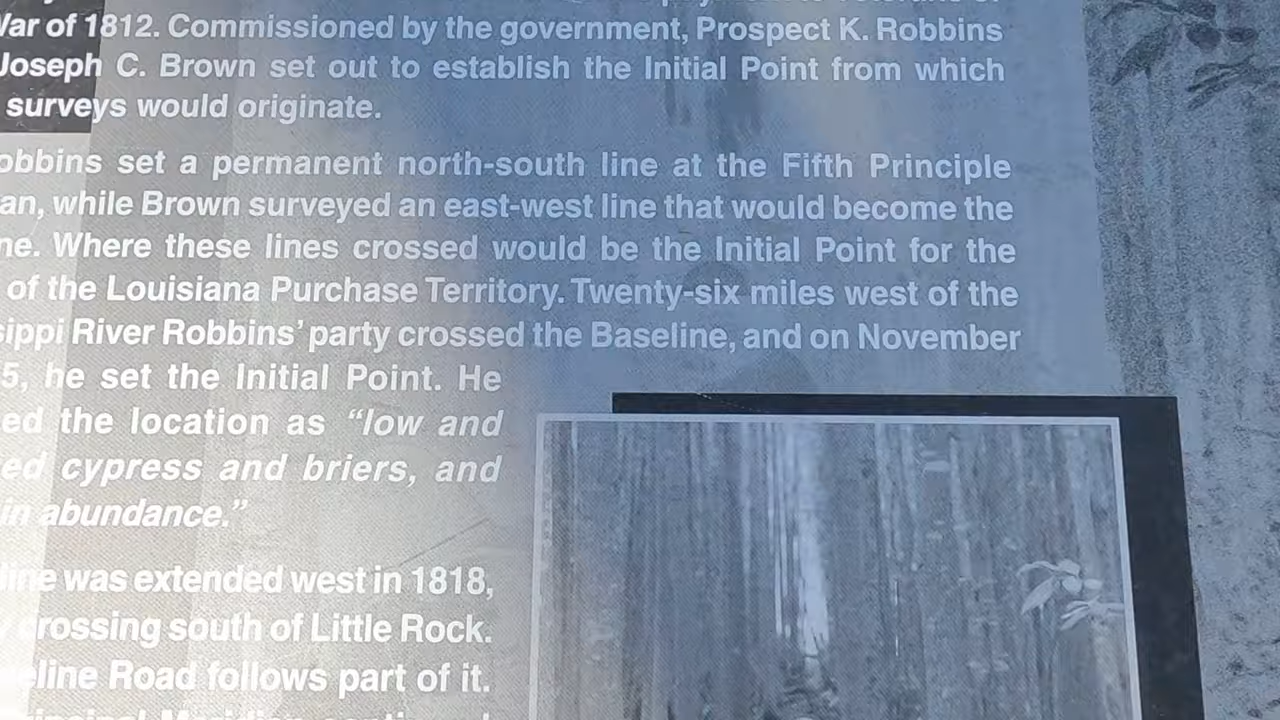 War of 1812. Commissioned by the government, Prospect K. Robbins
Joseph C. Brown set out to establish the Initial Point from which
surveys would originate.
obbins set a permanent north-south line at the Fifth Principle
an, while Brown surveyed an east-west line that would become the
ne. Where these lines crossed would be the Initial Point for the
of the Louisiana Purchase Territory. Twenty-six miles west of the
sippi River Robbins' party crossed the Baseline, and on November
5, he set the Initial Point. He
ed the location as "low and
ed cypress and briers, and
in abundance."
line was extended west in 1818,
crossing south of Little Rock.
eline Road follows part of it.